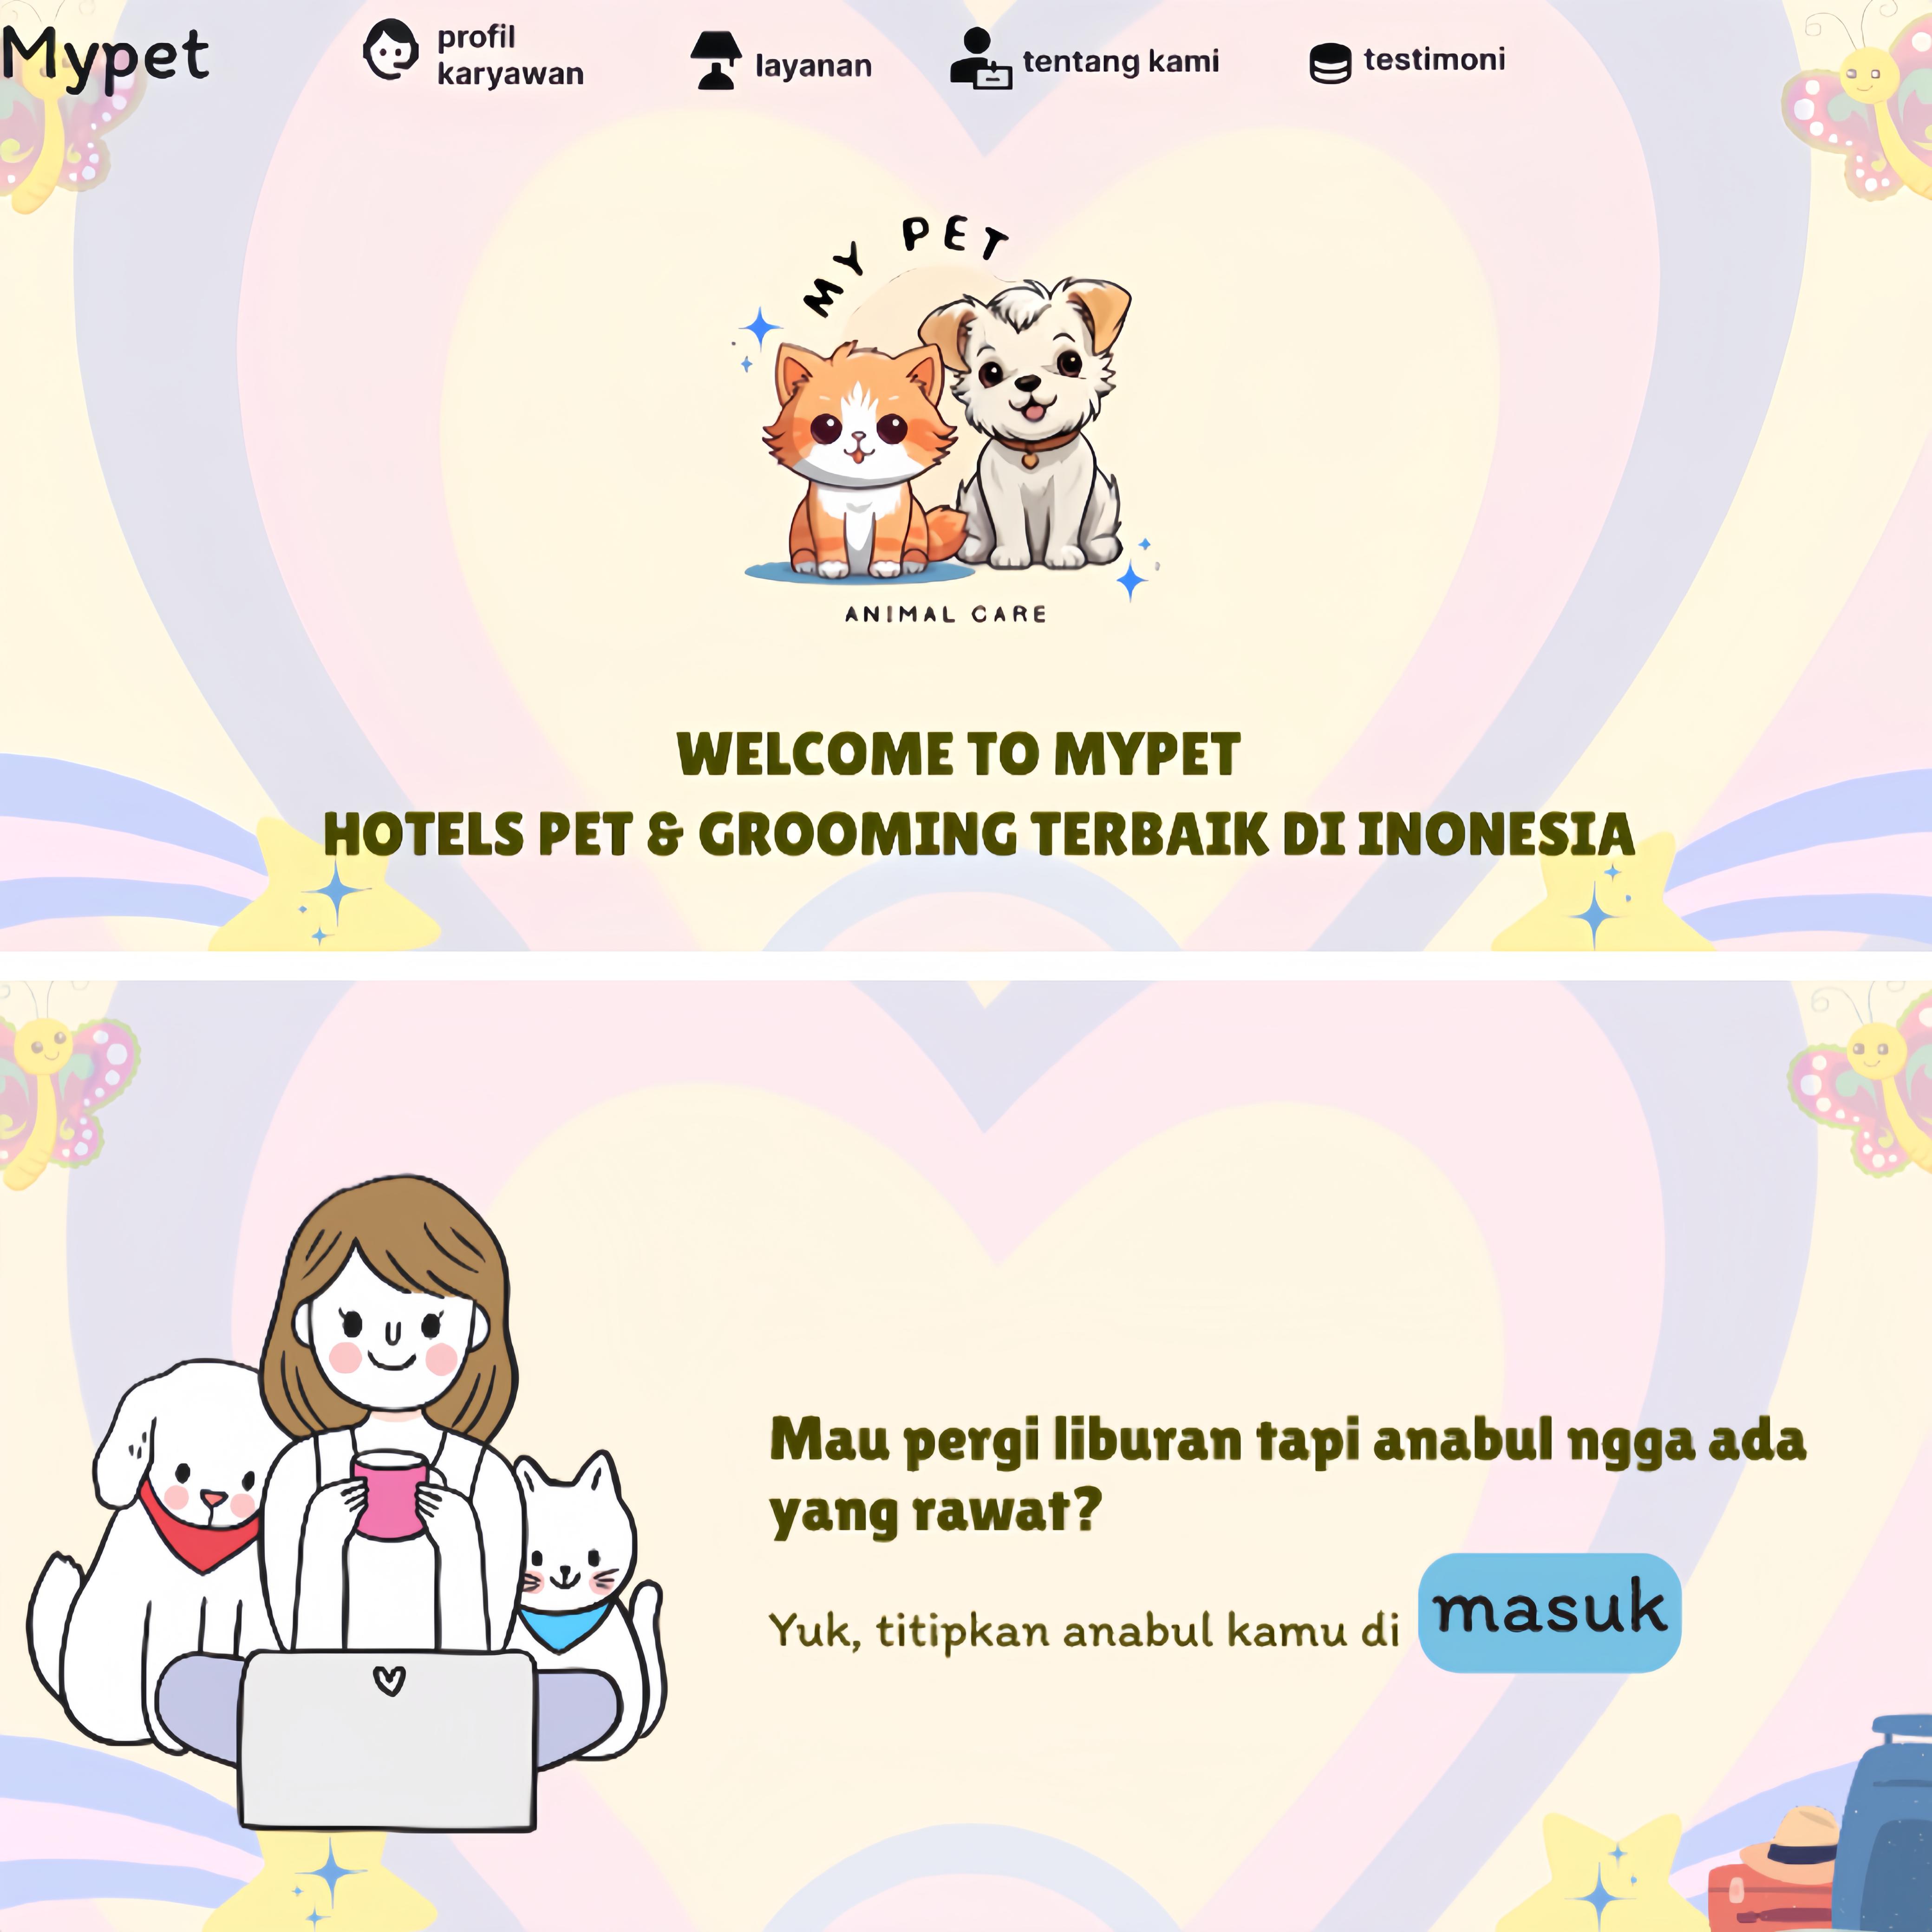 Mypet
profil
karyawan
layanan
tentang kami
testimoni
MY PET
ANIMAL CARE
WELCOME TO MYPET
HOTELS PET & GROOMING TERBAIK DI INONESIA
Mau pergi liburan tapi anabul ngga ada
yang rawat?
Yuk, titipkan anabul kamu di
masuk